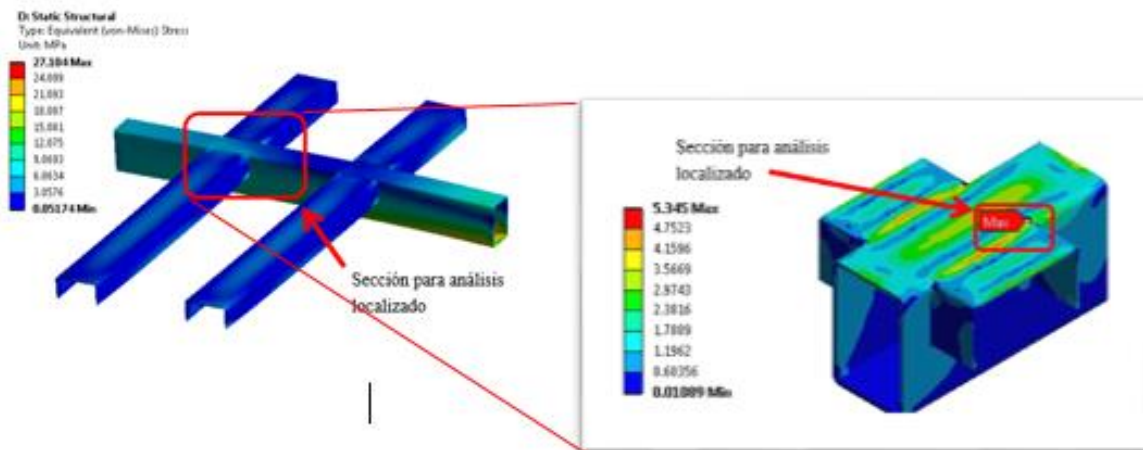 D: Static Structural
Type: Equivalent (von-Mises) Stress
Unit: MPa
27.104 Max
24.099
21.093
18.087
15.081
12.075
9.0693
6.0634
3.0576
0.05174 Min
Sección para análisis
localizado
Sección para análisis
localizado
5.345 Max
4.7523
4.1596
3.5669
2.9743
2.3816
1.7889
1.1962
0.60356
0.01089 Min
Max